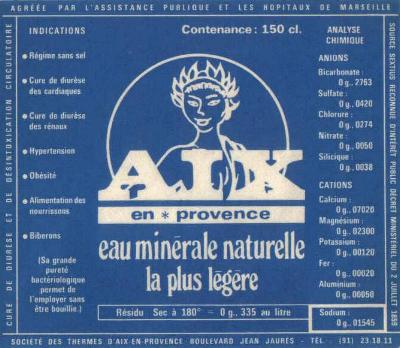 AGRÉÉE PAR L'ASSISTANCE PUBLIQUE ET LES HOPITAUX DE MARSEILLE
CURE DE DIURÈSE ET DE DÉSINTOXICATION CIRCULATOIRE
INDICATIONS
• Régime sans sel
• Cure de diurèse
des cardiaques
• Cure de diurèse
des rénaux
• Hypertension
• Obésité
• Alimentation des
nourrissons
• Biberons
(Sa grande
pureté
bactériologique
permet de
l'employer sans
être bouillie.)
Contenance : 150 cl.
AIX
en * provence
eau minérale naturelle
la plus légère
Résidu Sec à 180° – 0 g., 335 au litre
ANALYSE
CHIMIQUE
ANIONS
Bicarbonate :
0 g., 2763
Sulfate :
0 g., 0420
Chlorure :
0 g., 0274
Nitrate :
0 g., 0050
Silicique :
0 g., 0038
CATIONS
Calcium :
0 g., 07020
Magnésium :
0 g., 02300
Potassium :
0 g., 00120
Fer :
0 g., 00020
Aluminium :
0 g., 00050
Sodium :
0 g., 01545
SOURCE SEXTIUS RECONNUE D'INTÉRÊT PUBLIC DÉCRET MINISTÉRIEL DU 2 JUILLET 1859
SOCIÉTÉ DES THERMES D'AIX-EN-PROVENCE BOULEVARD JEAN JAURÈS - TÉL. : (91) 23.18.11